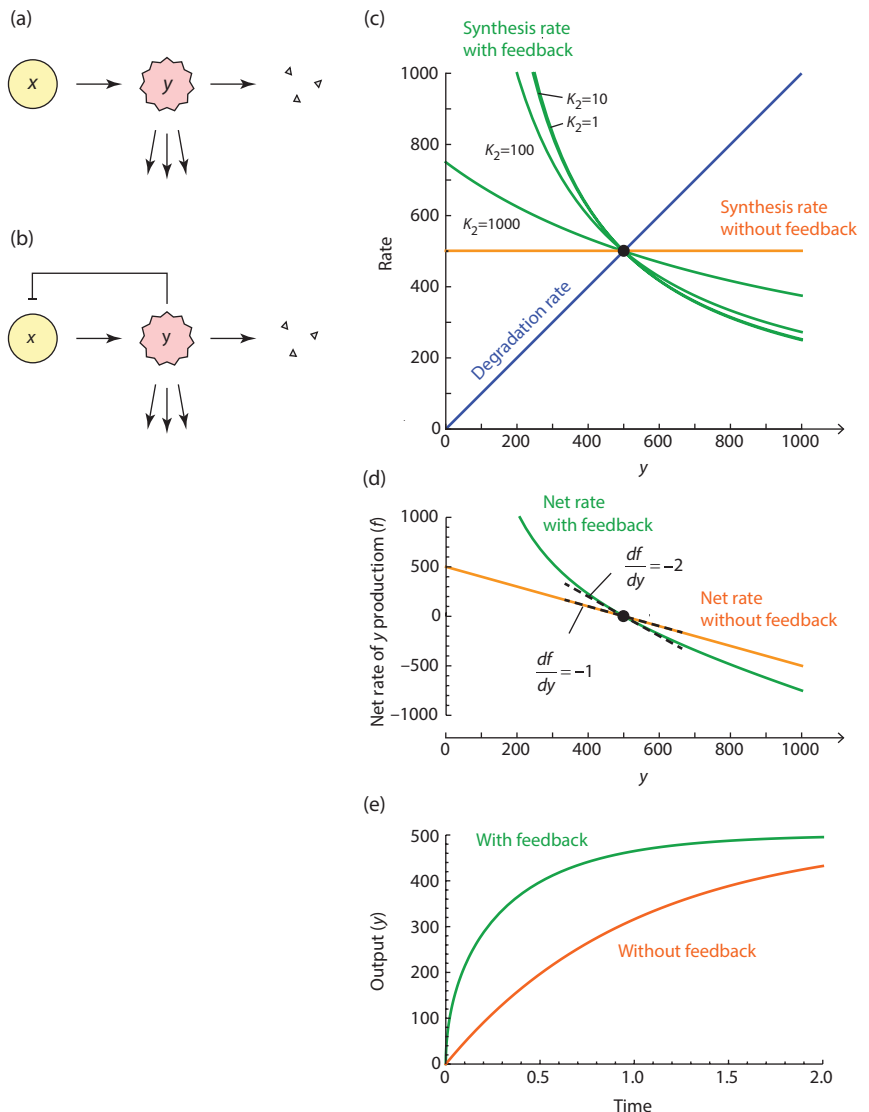 (a)
x
y
(b)
x
y
(c)
Synthesis rate
with feedback
1000
800
600
400
200
0
Rate
K2=10
K2=1
K2=100
K2=1000
Synthesis rate
without feedback
Degradation rate
0
200
400
600
800
1000
y
(d)
Net rate
with feedback
1000
500
0
−500
−1000
Net rate of y productiom (f)
df/dy = −2
df/dy = −1
Net rate
without feedback
0
200
400
600
800
1000
y
(e)
500
400
300
200
100
0
Output (y)
With feedback
Without feedback
0
0.5
1.0
1.5
2.0
Time